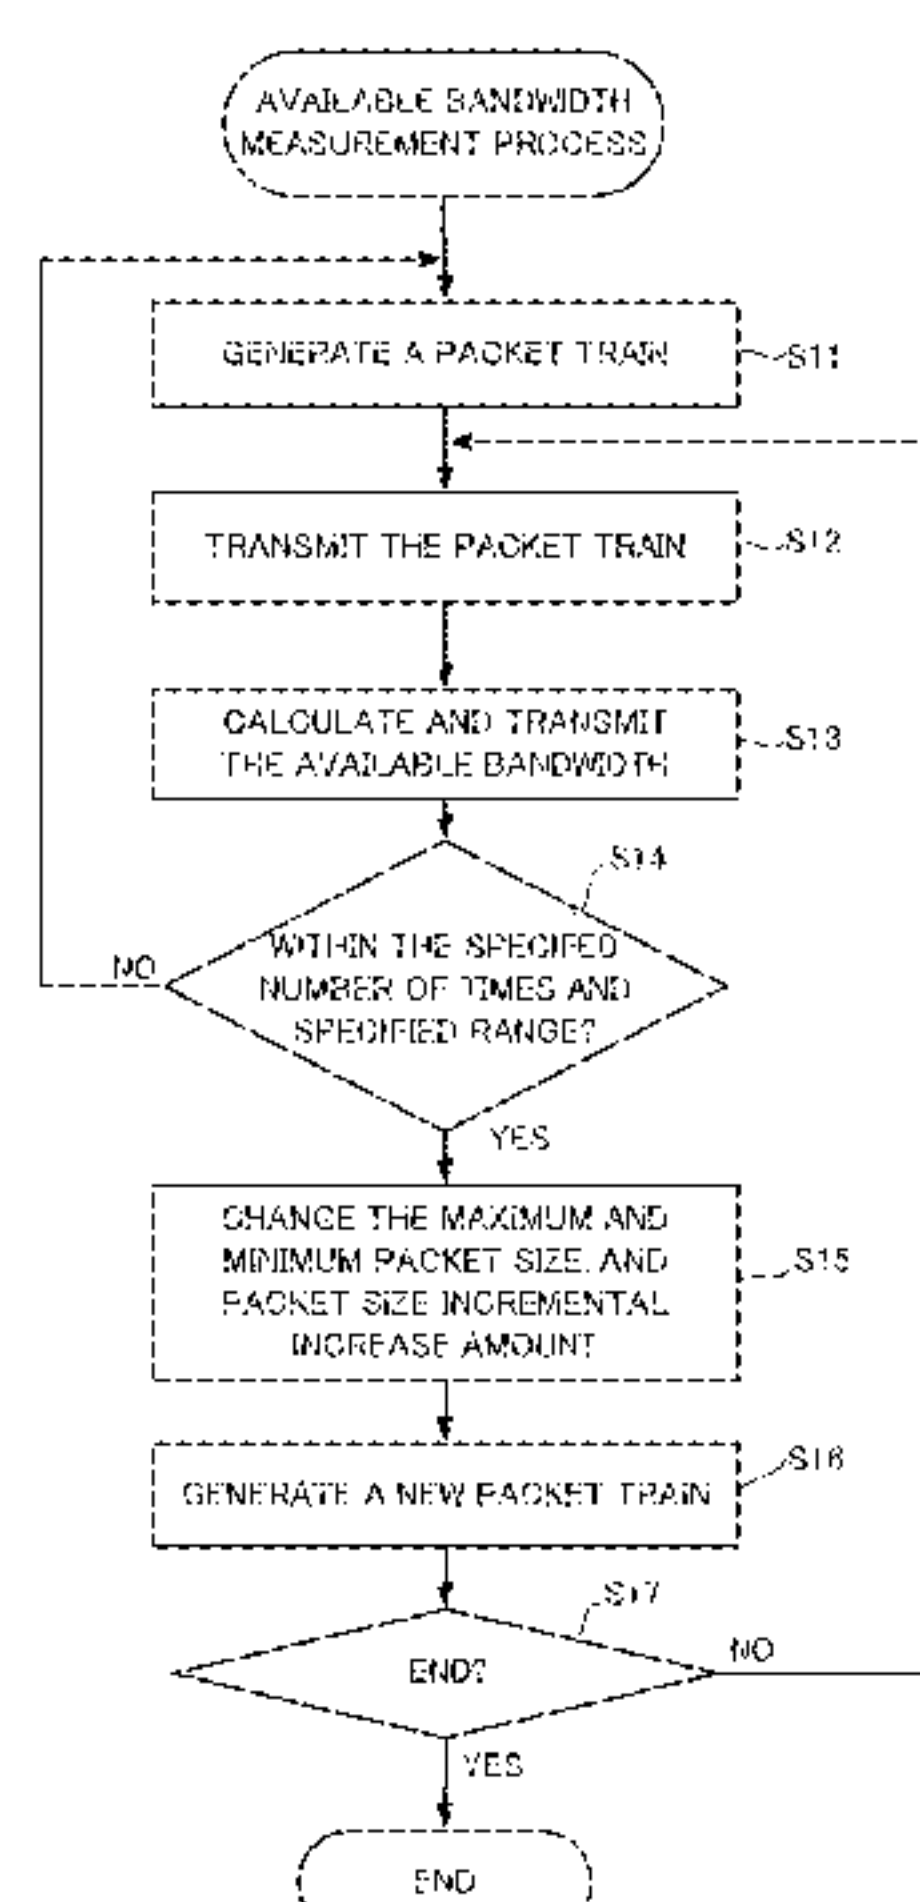 AVAILABLE BANDWIDTH
MEASUREMENT PROCESS
GENERATE A PACKET TRAIN
S11
TRANSMIT THE PACKET TRAIN
S12
CALCULATE AND TRANSMIT
THE AVAILABLE BANDWIDTH
S13
S14
WITHIN THE SPECIFED
NUMBER OF TIMES AND
SPECIFIED RANGE?
NO
YES
CHANGE THE MAXIMUM AND
MINIMUM PACKET SIZE, AND
PACKET SIZE INCREMENTAL
INCREASE AMOUNT
S15
GENERATE A NEW PACKET TRAIN
S16
S17
END?
NO
YES
END